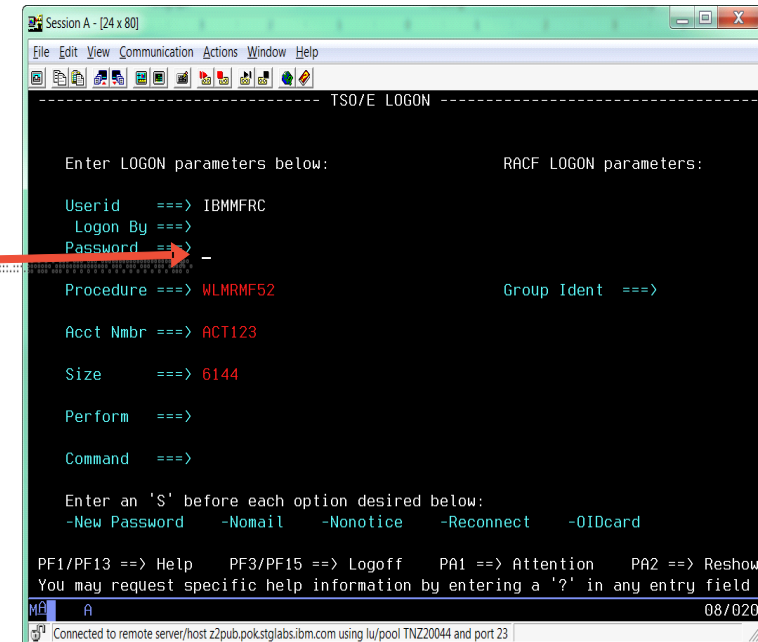 Session A - [24 x 80]
File Edit View Communication Actions Window Help
------------------------------- TSO/E LOGON -----------------------------------
Enter LOGON parameters below: RACF LOGON parameters:
Userid ===> IBMMFRC
Logon By ===>
Password ===> _
Procedure ===> WLMRMF52 Group Ident ===>
Acct Nmbr ===> ACT123
Size ===> 6144
Perform ===>
Command ===>
Enter an 'S' before each option desired below:
-New Password -Nomail -Nonotice -Reconnect -OIDcard
PF1/PF13 ==> Help PF3/PF15 ==> Logoff PA1 ==> Attention PA2 ==> Reshow
You may request specific help information by entering a '?' in any entry field
MA A 08/020
Connected to remote server/host z2pub.pok.stglabs.ibm.com using lu/pool TNZ20044 and port 23